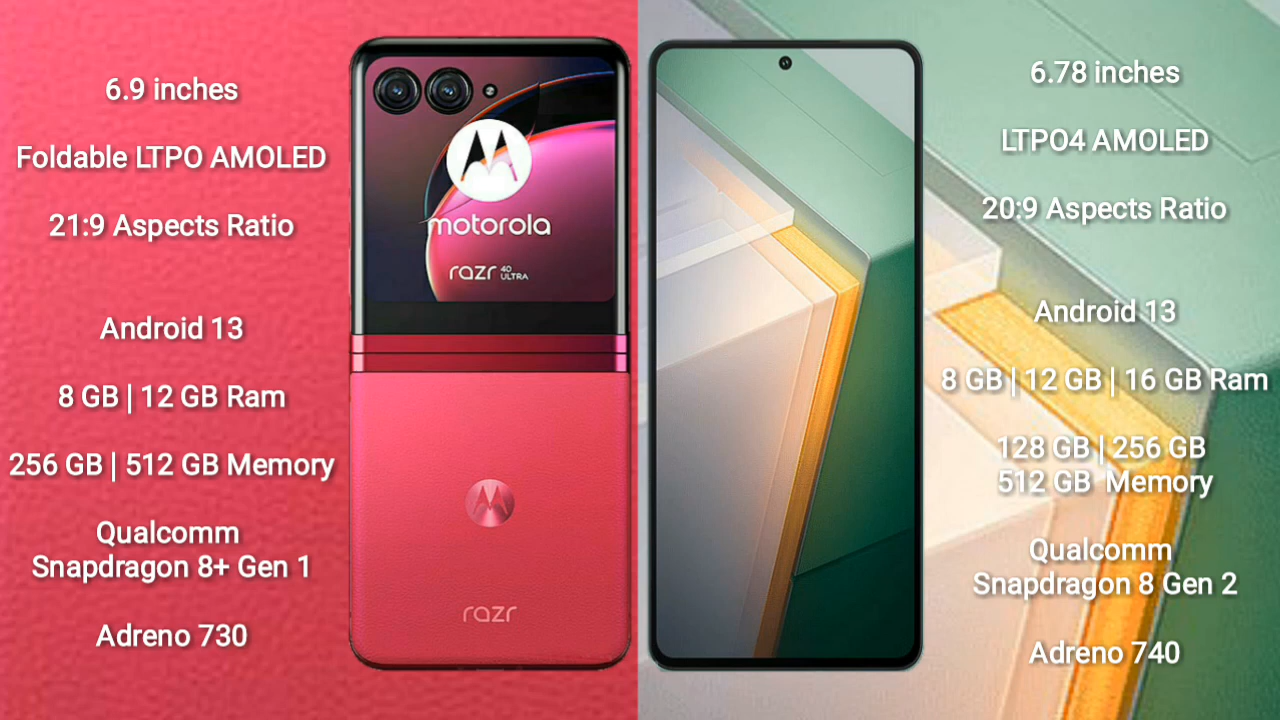 6.9 inches
Foldable LTPO AMOLED
21:9 Aspects Ratio
Android 13
8 GB | 12 GB Ram
256 GB | 512 GB Memory
Qualcomm
Snapdragon 8+ Gen 1
Adreno 730
motorola
razr 40 ULTRA
razr
6.78 inches
LTPO4 AMOLED
20:9 Aspects Ratio
Android 13
8 GB | 12 GB | 16 GB Ram
128 GB | 256 GB
512 GB Memory
Qualcomm
Snapdragon 8 Gen 2
Adreno 740